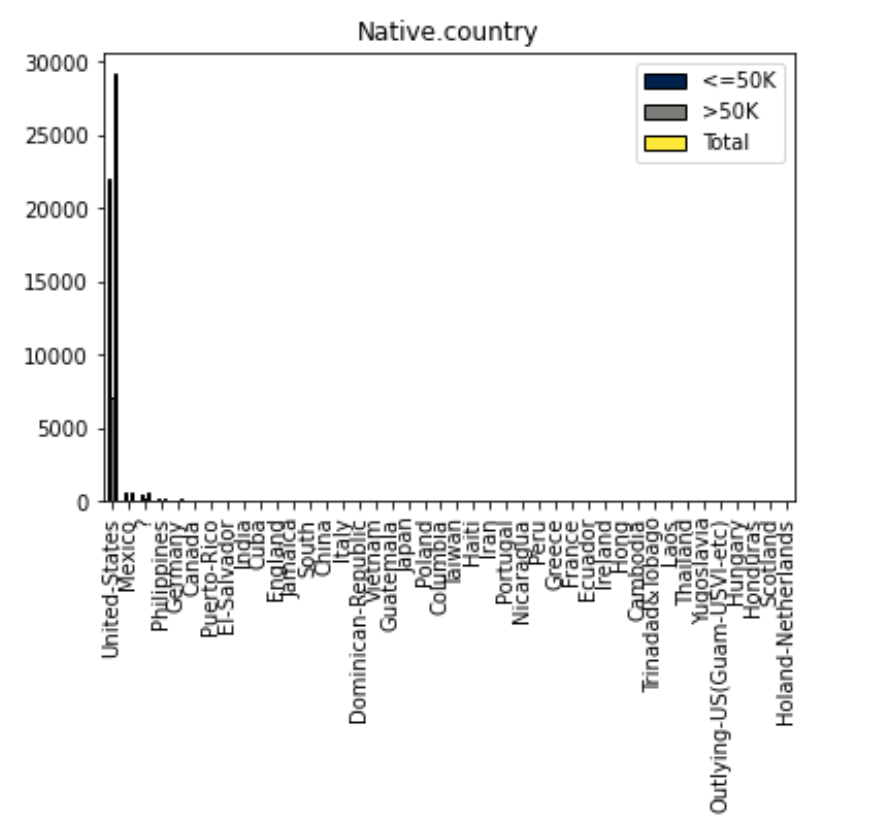 Native.country
30000
25000
20000
15000
10000
5000
0
<=50K
>50K
Total
United-States
Mexico
?
Philippines
Germany
Canada
Puerto-Rico
El-Salvador
India
Cuba
England
Jamaica
South
China
Italy
Dominican-Republic
Vietnam
Guatemala
Japan
Poland
Columbia
Taiwan
Haiti
Iran
Portugal
Nicaragua
Peru
Greece
France
Ecuador
Ireland
Hong
Cambodia
Trinadad&Tobago
Laos
Thailand
Yugoslavia
Outlying-US(Guam-USVI-etc)
Hungary
Honduras
Scotland
Holand-Netherlands